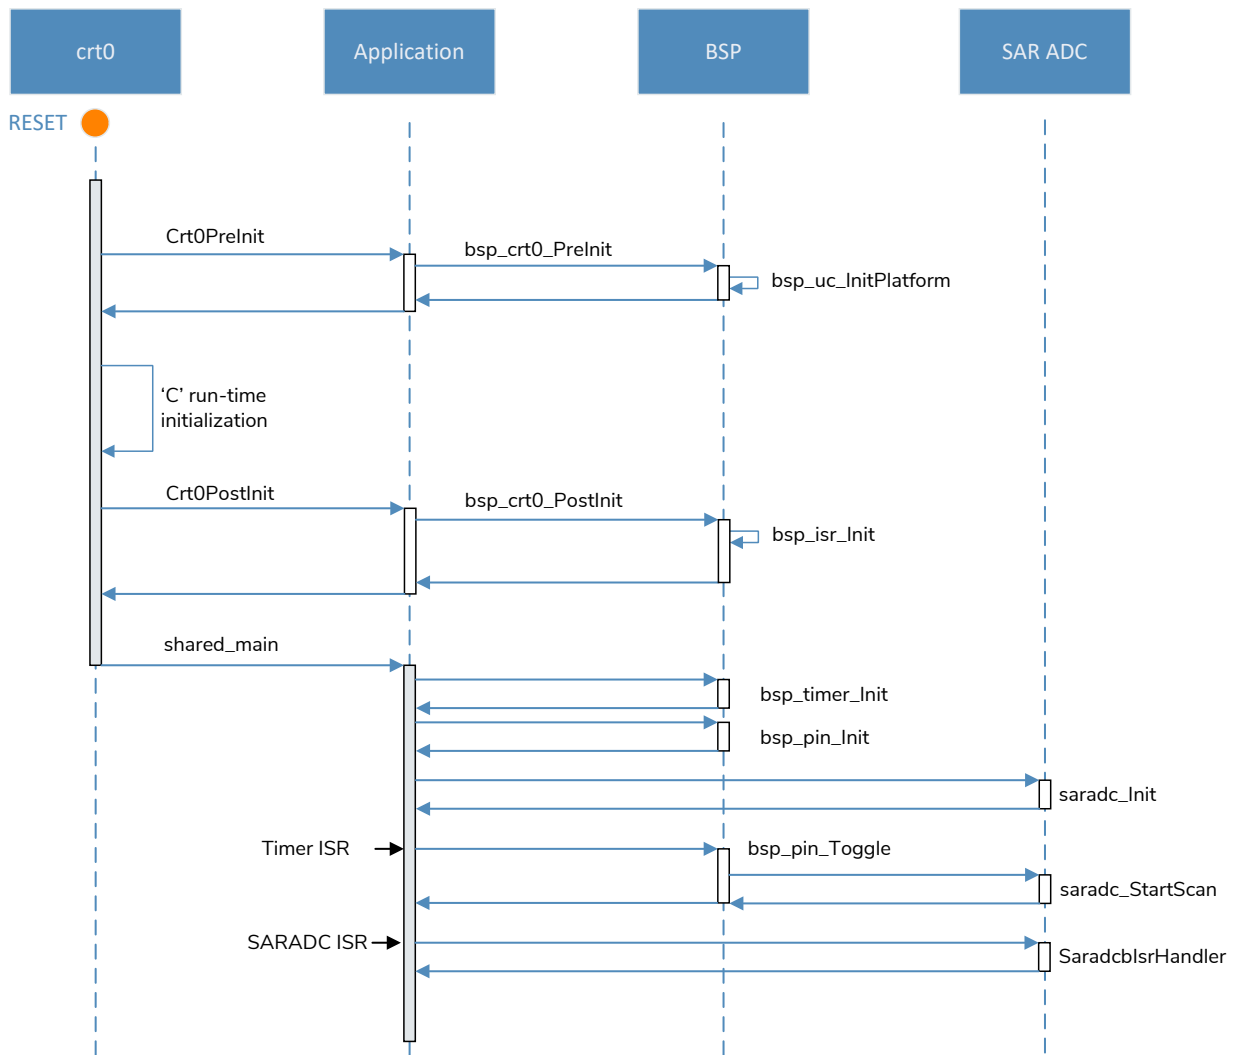 crt0
Application
BSP
SAR ADC
RESET
Crt0PreInit
bsp_crt0_PreInit
bsp_uc_InitPlatform
‘C’ run-time
initialization
Crt0PostInit
bsp_crt0_PostInit
bsp_isr_Init
shared_main
bsp_timer_Init
bsp_pin_Init
saradc_Init
Timer ISR
bsp_pin_Toggle
saradc_StartScan
SARADC ISR
SaradcbIsrHandler